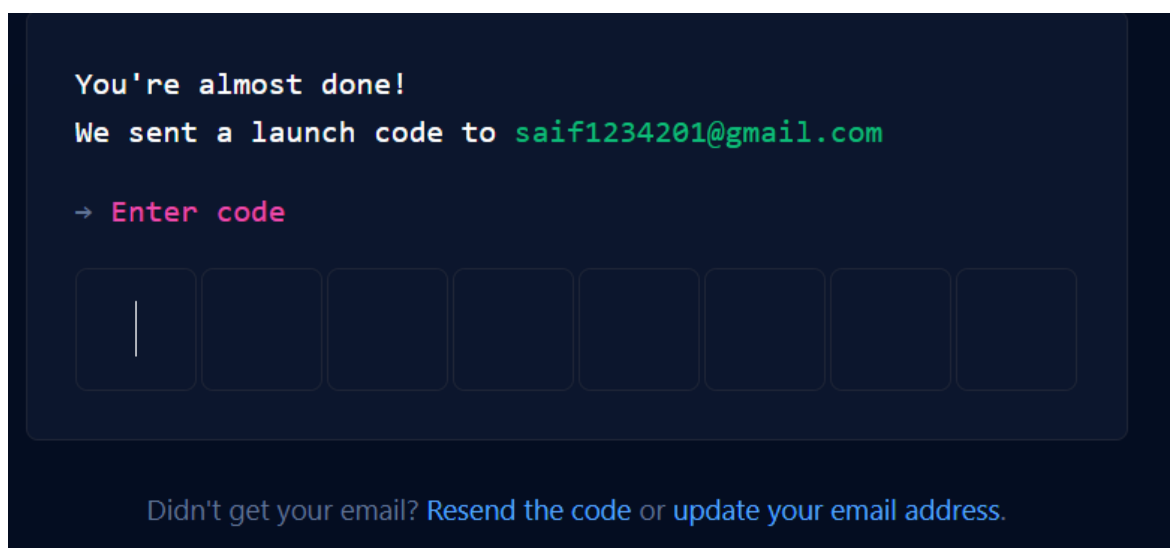 You're almost done!
We sent a launch code to saif1234201@gmail.com
→ Enter code
Didn't get your email? Resend the code or update your email address.